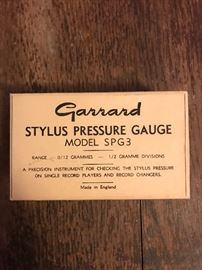 Garrard
STYLUS PRESSURE GAUGE
MODEL SPG3
RANGE - 0/12 GRAMMES - 1/2 GRAMME DIVISIONS
A PRECISION INSTRUMENT FOR CHECKING THE STYLUS PRESSURE
ON SINGLE RECORD PLAYERS AND RECORD CHANGERS.
Made in England